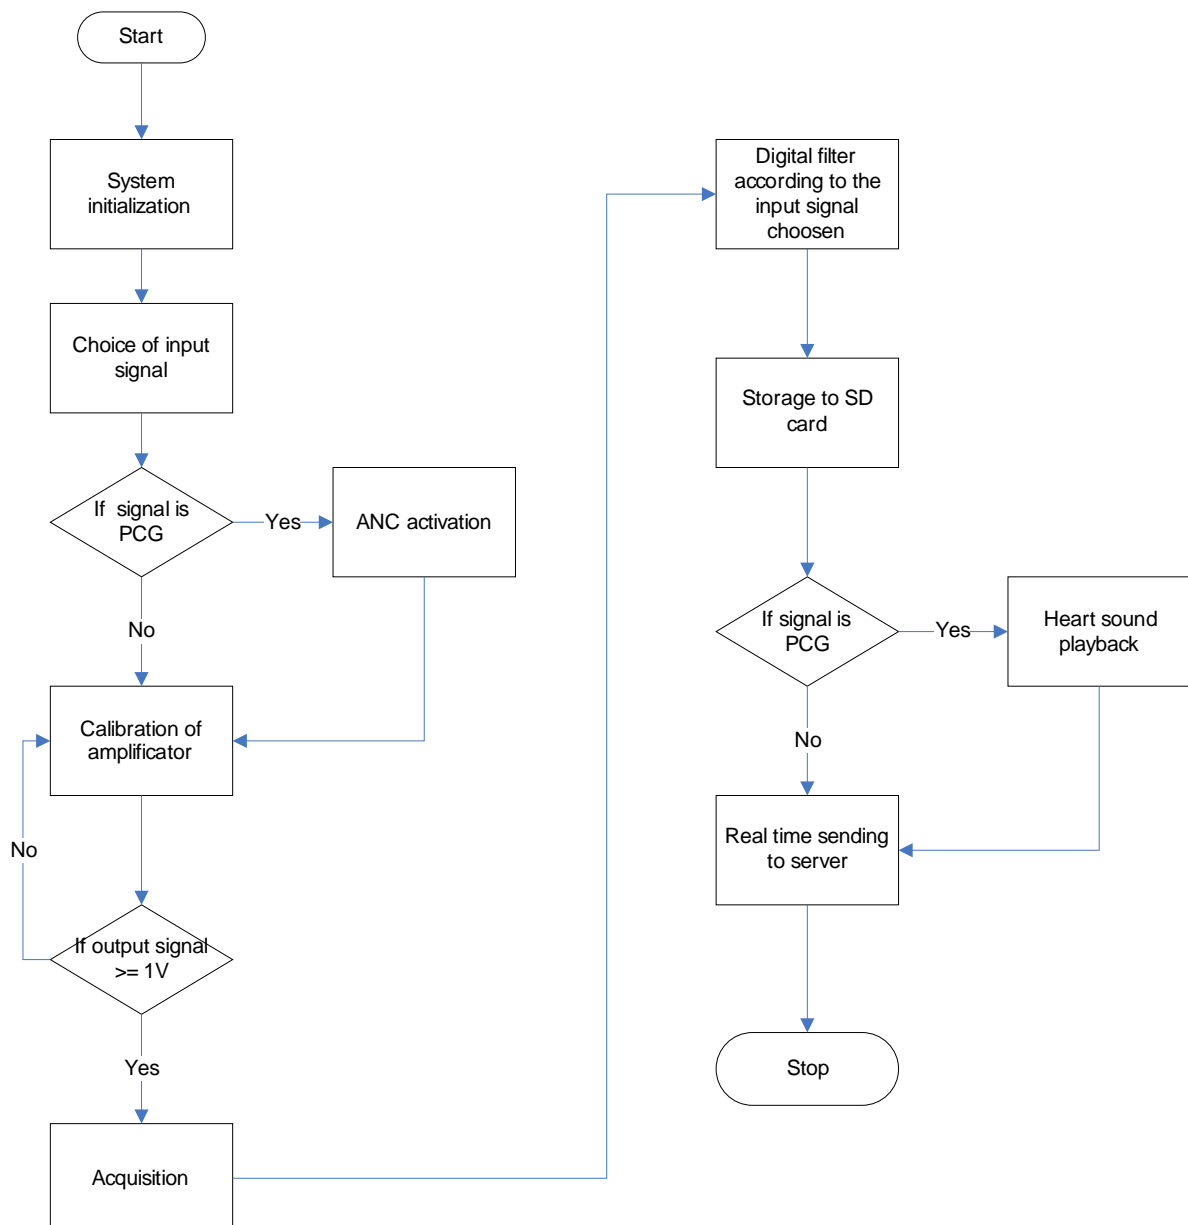 Start
System
initialization
Choice of input
signal
If  signal is
PCG
Yes
ANC activation
No
Calibration of
amplificator
No
If output signal
>= 1V
Yes
Acquisition
Digital filter
according to the
input signal
choosen
Storage to SD
card
If signal is
PCG
Yes
Heart sound
playback
No
Real time sending
to server
Stop